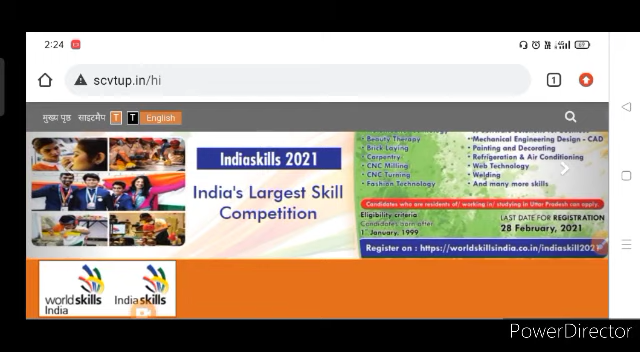 2:24
scvtup.in/hi
1
मुख्य पृष्ठ साइटमैप T T English
Indiaskills 2021
India's Largest Skill
Competition
Beauty Therapy
Brick Laying
Carpentry
CNC Milling
CNC Turning
Fashion Technology
Mechanical Engineering Design - CAD
Painting and Decorating
Refrigeration & Air Conditioning
Web Technology
Welding
And many more skills
Candidates who are residents of/ working in/ studying in Uttar Pradesh can apply.
Eligibility criteria
Candidates born after
1st January, 1999
LAST DATE for REGISTRATION
28 February, 2021
Register on : https://worldskillsindia.co.in/indiaskill202
worldskills
India
Indiaskills
PowerDirector